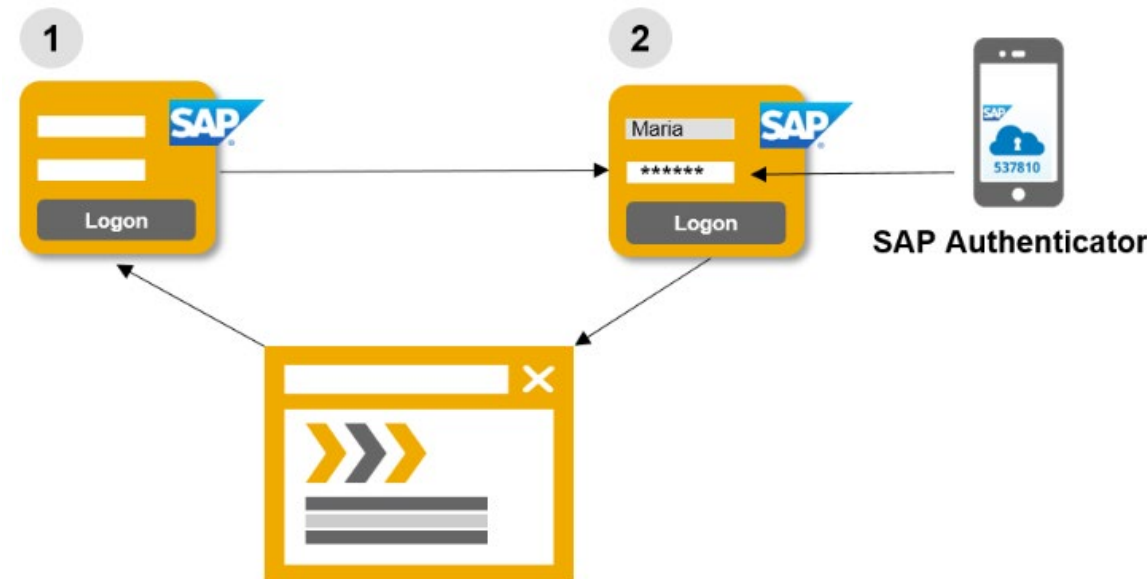 1
2
SAP
Maria
SAP
******
Logon
Logon
SAP
537810
SAP Authenticator